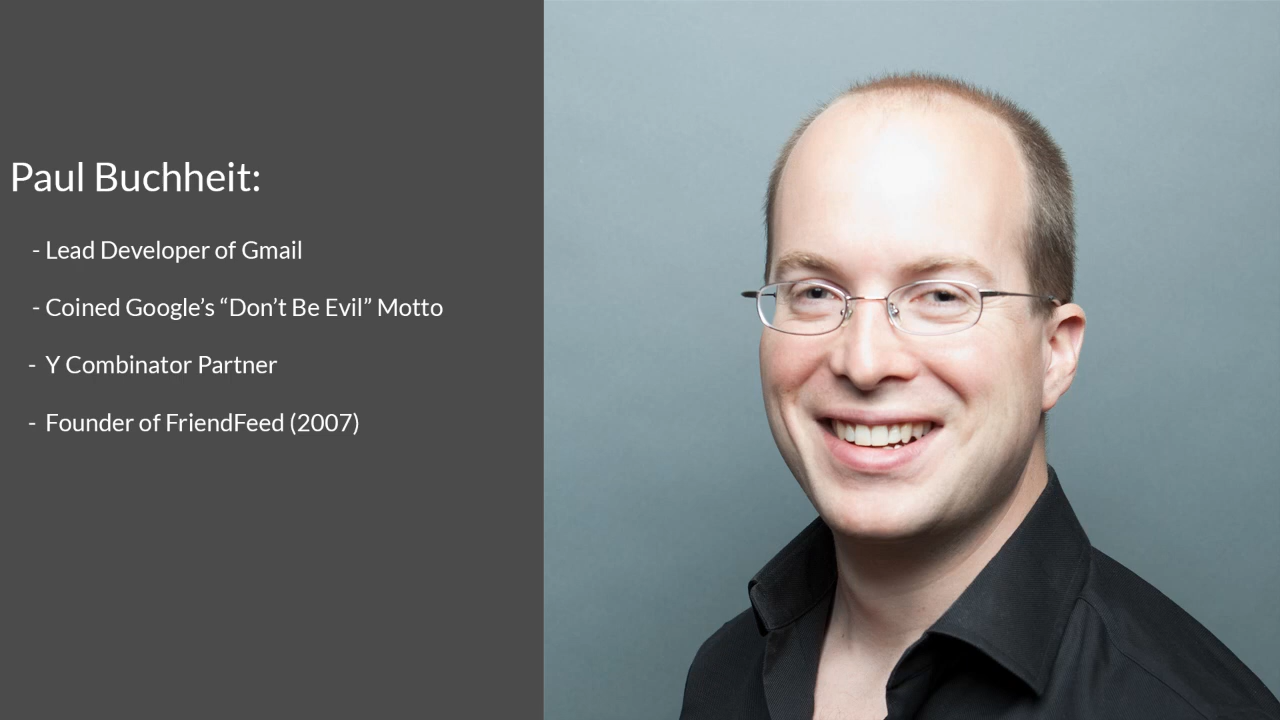 Paul Buchheit:
- Lead Developer of Gmail
- Coined Google’s “Don’t Be Evil” Motto
- Y Combinator Partner
- Founder of FriendFeed (2007)